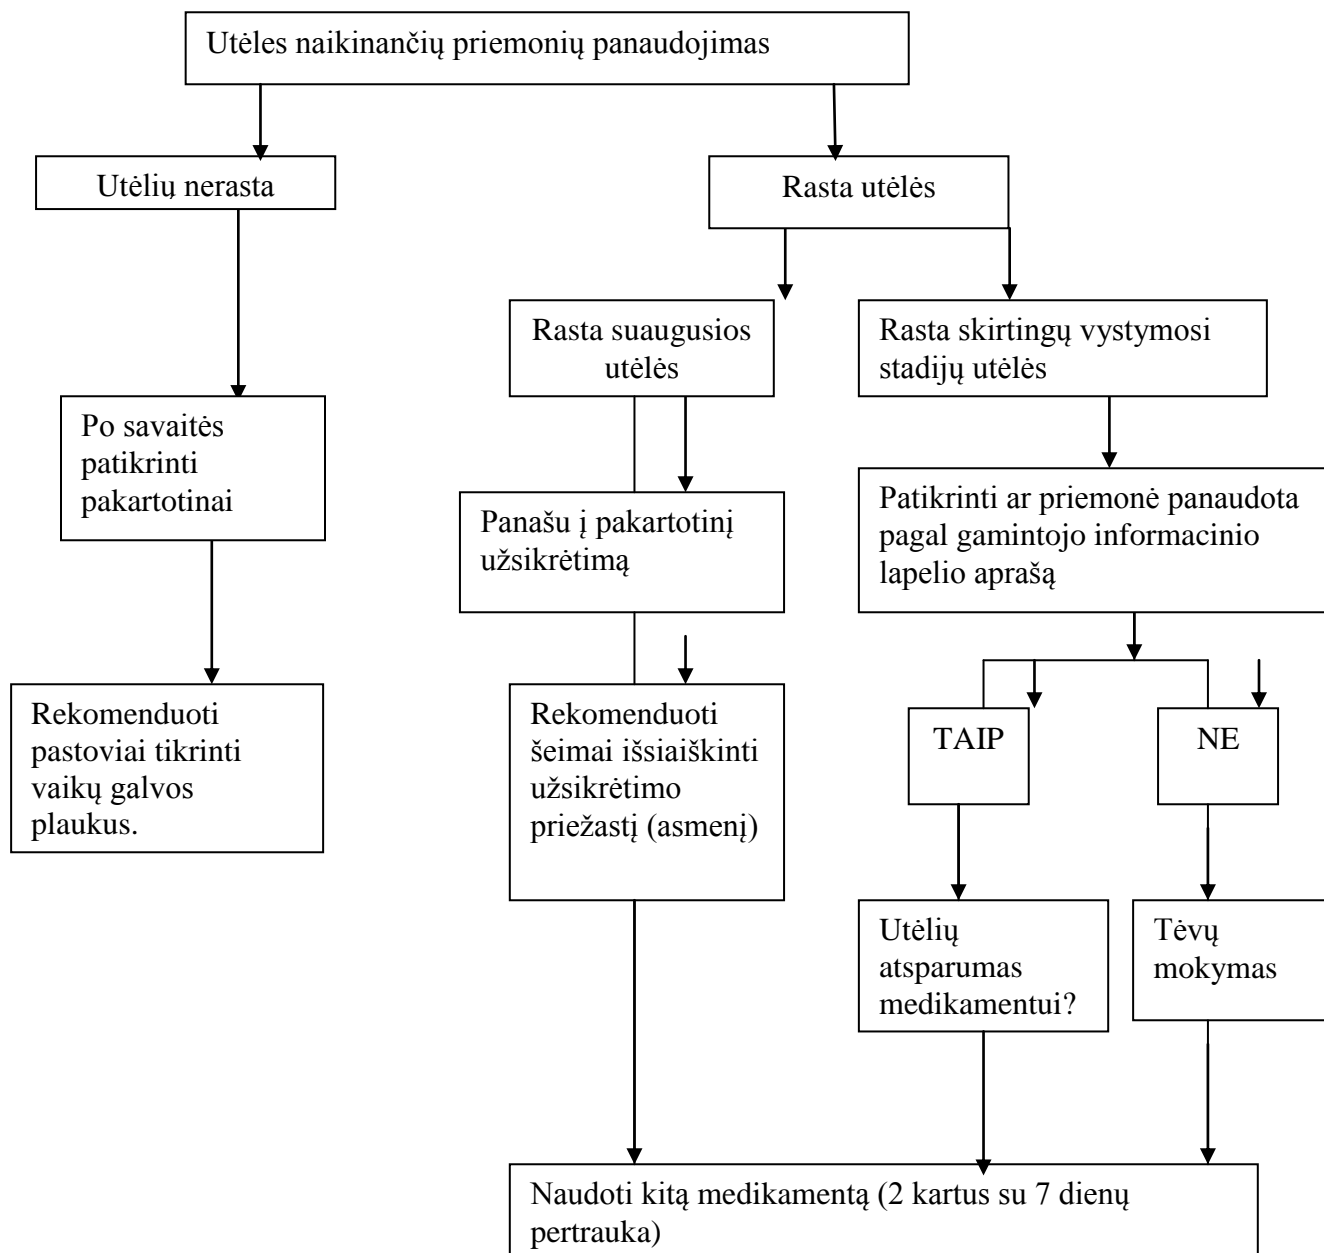 Utėles naikinančių priemonių panaudojimas
Utėlių nerasta
Rasta utėlės
Rasta suaugusios
utėlės
Rasta skirtingų vystymosi
stadijų utėlės
Po savaitės
patikrinti
pakartotinai
Panašu į pakartotinį
užsikrėtimą
Patikrinti ar priemonė panaudota
pagal gamintojo informacinio
lapelio aprašą
Rekomenduoti
pastoviai tikrinti
vaikų galvos
plaukus.
Rekomenduoti
šeimai išsiaiškinti
užsikrėtimo
priežastį (asmenį)
TAIP
NE
Utėlių
atsparumas
medikamentui?
Tėvų
mokymas
Naudoti kitą medikamentą (2 kartus su 7 dienų
pertrauka)